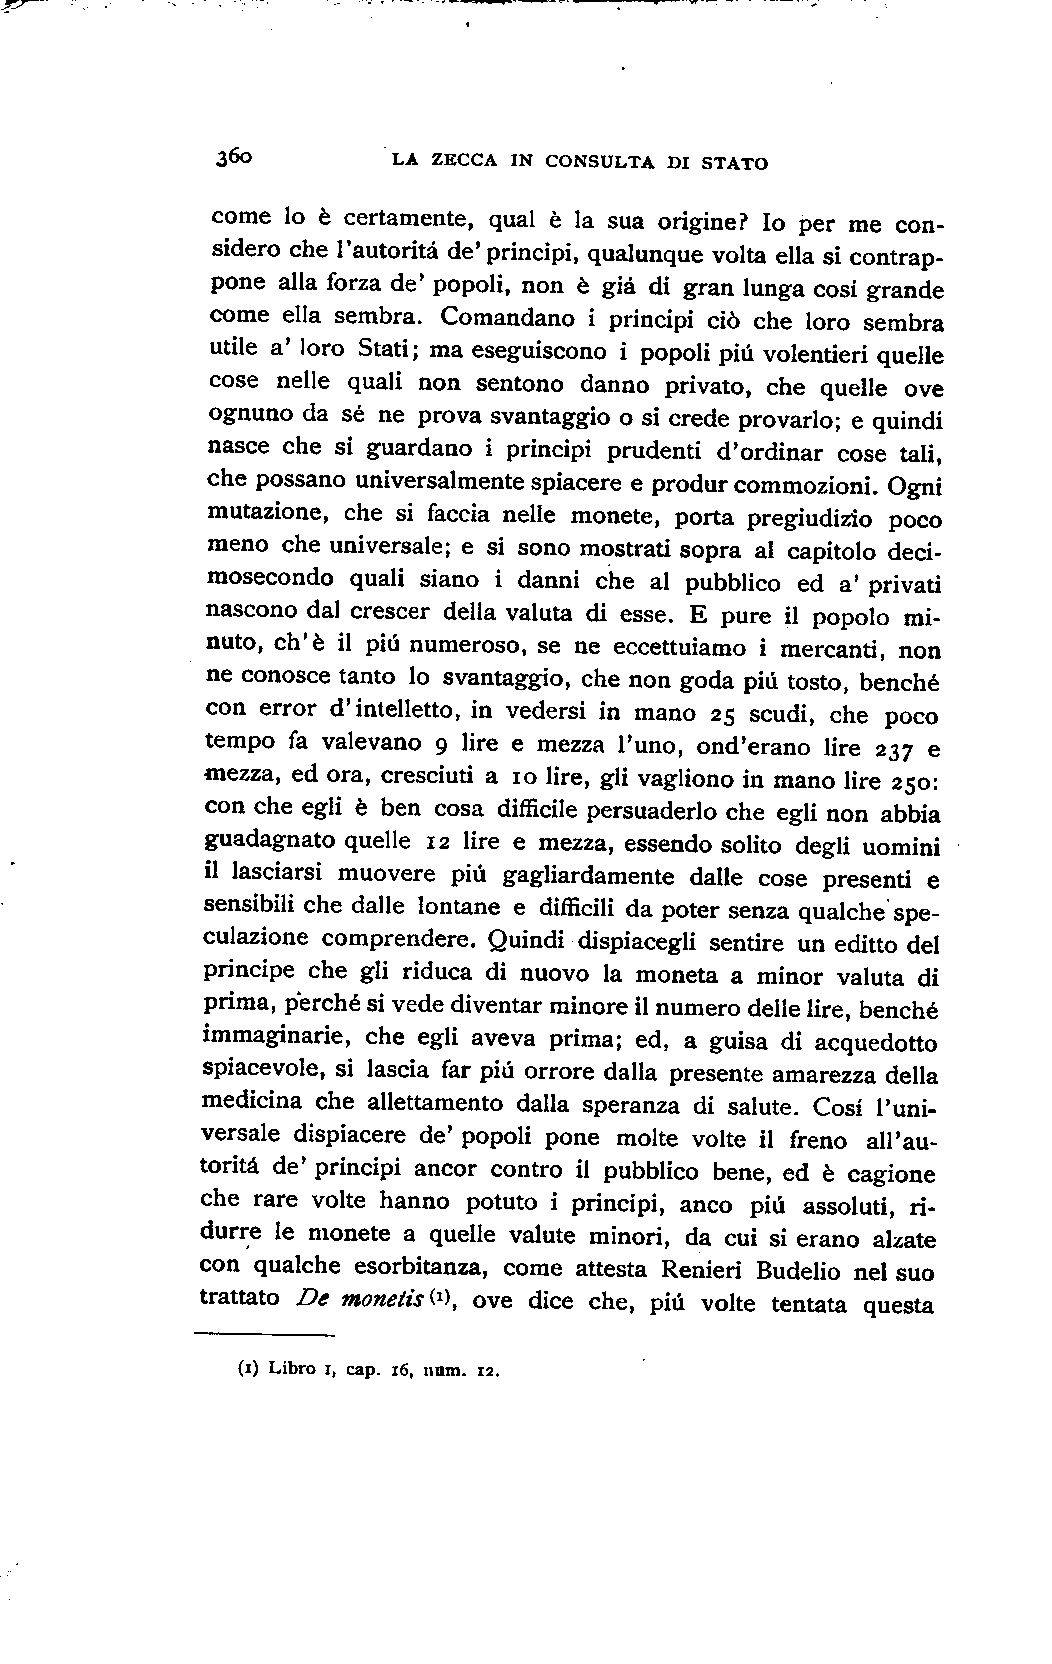 360 LA ZECCA IN CONSULTA DI STATO
come lo è certamente, qual è la sua origine? Io per me con-
sidero che l'autoritá de' principi, qualunque volta ella si contrap-
pone alla forza de' popoli, non è giá di gran lunga cosí grande
come ella sembra. Comandano i principi ciò che loro sembra
utile a' loro Stati; ma eseguiscono i popoli piú volentieri quelle
cose nelle quali non sentono danno privato, che quelle ove
ognuno da sé ne prova svantaggio o si crede provarlo; e quindi
nasce che si guardano i principi prudenti d'ordinar cose tali,
che possano universalmente spiacere e produr commozioni. Ogni
mutazione, che si faccia nelle monete, porta pregiudizio poco
meno che universale; e si sono mostrati sopra al capitolo deci-
mosecondo quali siano i danni che al pubblico ed a' privati
nascono dal crescer della valuta di esse. E pure il popolo mi-
nuto, ch'è il piú numeroso, se ne eccettuiamo i mercanti, non
ne conosce tanto lo svantaggio, che non goda piú tosto, benché
con error d'intelletto, in vedersi in mano 25 scudi, che poco
tempo fa valevano 9 lire e mezza l'uno, ond'erano lire 237 e
mezza, ed ora, cresciuti a 10 lire, gli vagliono in mano lire 250:
con che egli è ben cosa difficile persuaderlo che egli non abbia
guadagnato quelle 12 lire e mezza, essendo solito degli uomini
il lasciarsi muovere piú gagliardamente dalle cose presenti e
sensibili che dalle lontane e difficili da poter senza qualche spe-
culazione comprendere. Quindi dispiacegli sentire un editto del
principe che gli riduca di nuovo la moneta a minor valuta di
prima, perché si vede diventar minore il numero delle lire, benché
immaginarie, che egli aveva prima; ed, a guisa di acquedotto
spiacevole, si lascia far piú orrore dalla presente amarezza della
medicina che allettamento dalla speranza di salute. Cosí l'uni-
versale dispiacere de' popoli pone molte volte il freno all'au-
toritá de' principi ancor contro il pubblico bene, ed è cagione
che rare volte hanno potuto i principi, anco piú assoluti, ri-
durre le monete a quelle valute minori, da cui si erano alzate
con qualche esorbitanza, come attesta Renieri Budelio nel suo
trattato De monetis (1), ove dice che, piú volte tentata questa
(1) Libro I, cap. 16, num. 12.